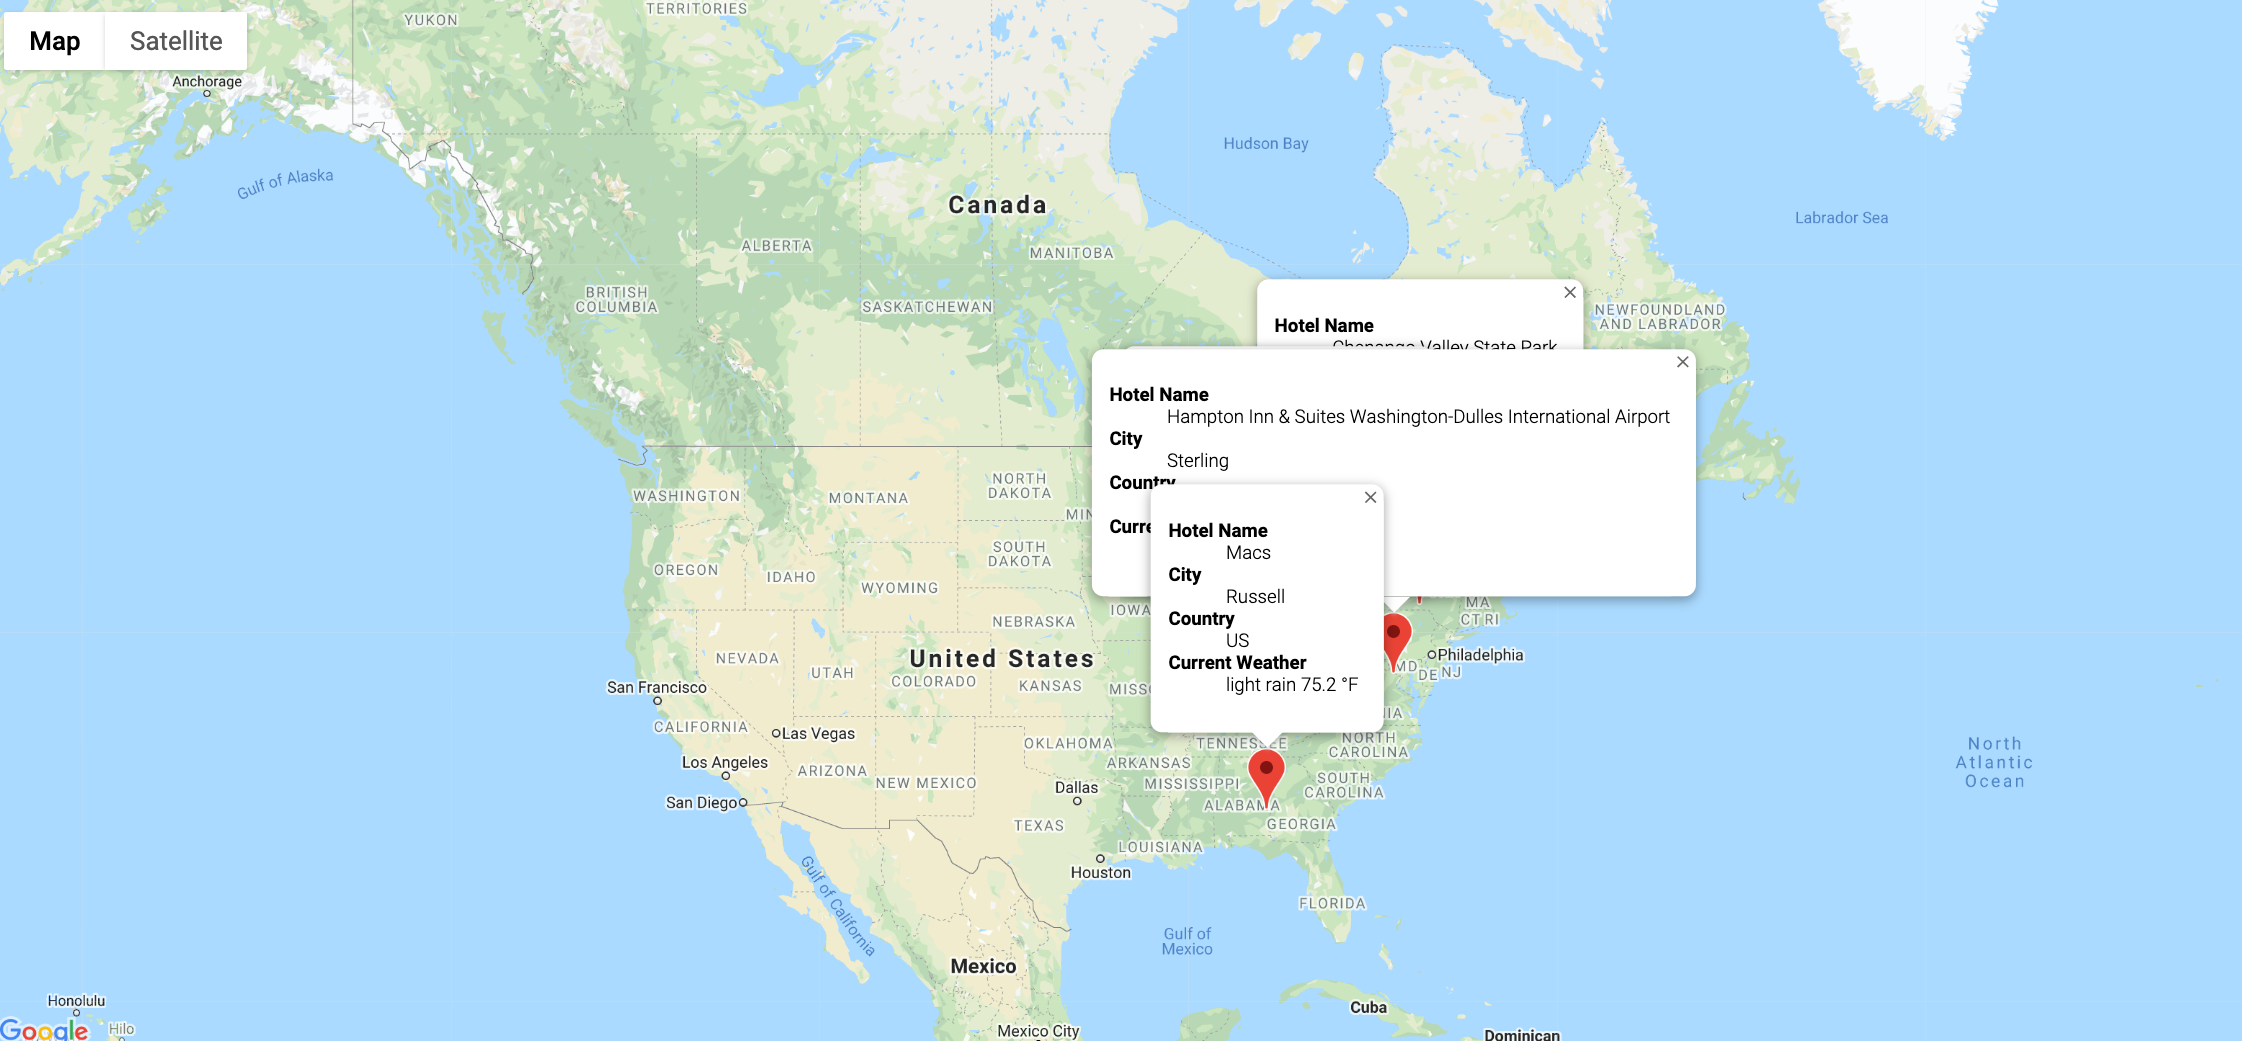 Map
Satellite
YUKON
TERRITORIES
Anchorage
Hudson Bay
Gulf of Alaska
Canada
Labrador Sea
ALBERTA
MANITOBA
BRITISH
COLUMBIA
SASKATCHEWAN
NEWFOUNDLAND
AND LABRADOR
Hotel Name
Chenango Valley State Park
Hotel Name
Hampton Inn & Suites Washington-Dulles International Airport
City
Sterling
Country
Curre
Hotel Name
Macs
City
Russell
Country
US
Current Weather
light rain 75.2 °F
WASHINGTON
MONTANA
NORTH
DAKOTA
MIN
SOUTH
DAKOTA
OREGON
IDAHO
WYOMING
IOWA
MA
CT RI
NEBRASKA
NEVADA
UTAH
United States
COLORADO
KANSAS
MISSO
MD
DE
NJ
Philadelphia
San Francisco
CALIFORNIA
Las Vegas
OKLAHOMA
TENNESSEE
NIA
NORTH
CAROLINA
Los Angeles
ARIZONA
NEW MEXICO
ARKANSAS
MISSISSIPPI
SOUTH
CAROLINA
San Diego
Dallas
ALABAMA
GEORGIA
TEXAS
LOUISIANA
Houston
North
Atlantic
Ocean
Gulf of California
FLORIDA
Gulf of
Mexico
Mexico
Honolulu
Hilo
Google
Cuba
Mexico City
Dominican